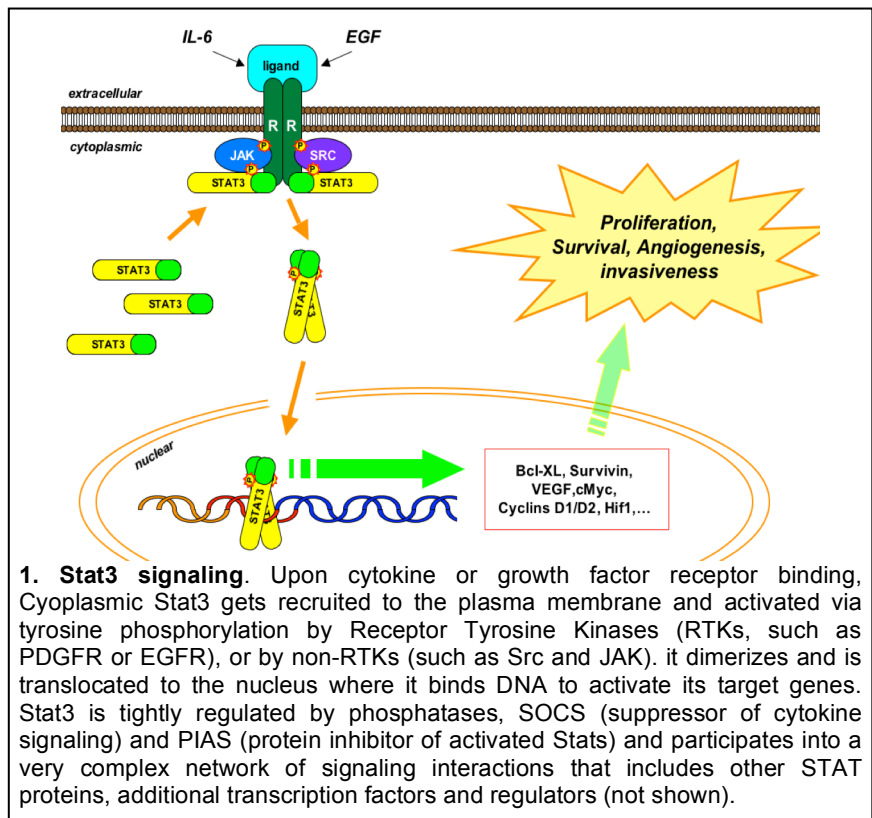 IL-6
EGF
ligand
extracellular
R R
cytoplasmic
P
P
JAK
SRC
P
P
STAT3
STAT3
Proliferation,
Survival, Angiogenesis,
invasiveness
STAT3
STAT3
STAT3
P
STAT3
nuclear
P
STAT3
Bcl-XL, Survivin,
VEGF,cMyc,
Cyclins D1/D2, Hif1,...
1. Stat3 signaling. Upon cytokine or growth factor receptor binding,
Cyoplasmic Stat3 gets recruited to the plasma membrane and activated via
tyrosine phosphorylation by Receptor Tyrosine Kinases (RTKs, such as
PDGFR or EGFR), or by non-RTKs (such as Src and JAK). it dimerizes and is
translocated to the nucleus where it binds DNA to activate its target genes.
Stat3 is tightly regulated by phosphatases, SOCS (suppressor of cytokine
signaling) and PIAS (protein inhibitor of activated Stats) and participates into a
very complex network of signaling interactions that includes other STAT
proteins, additional transcription factors and regulators (not shown).